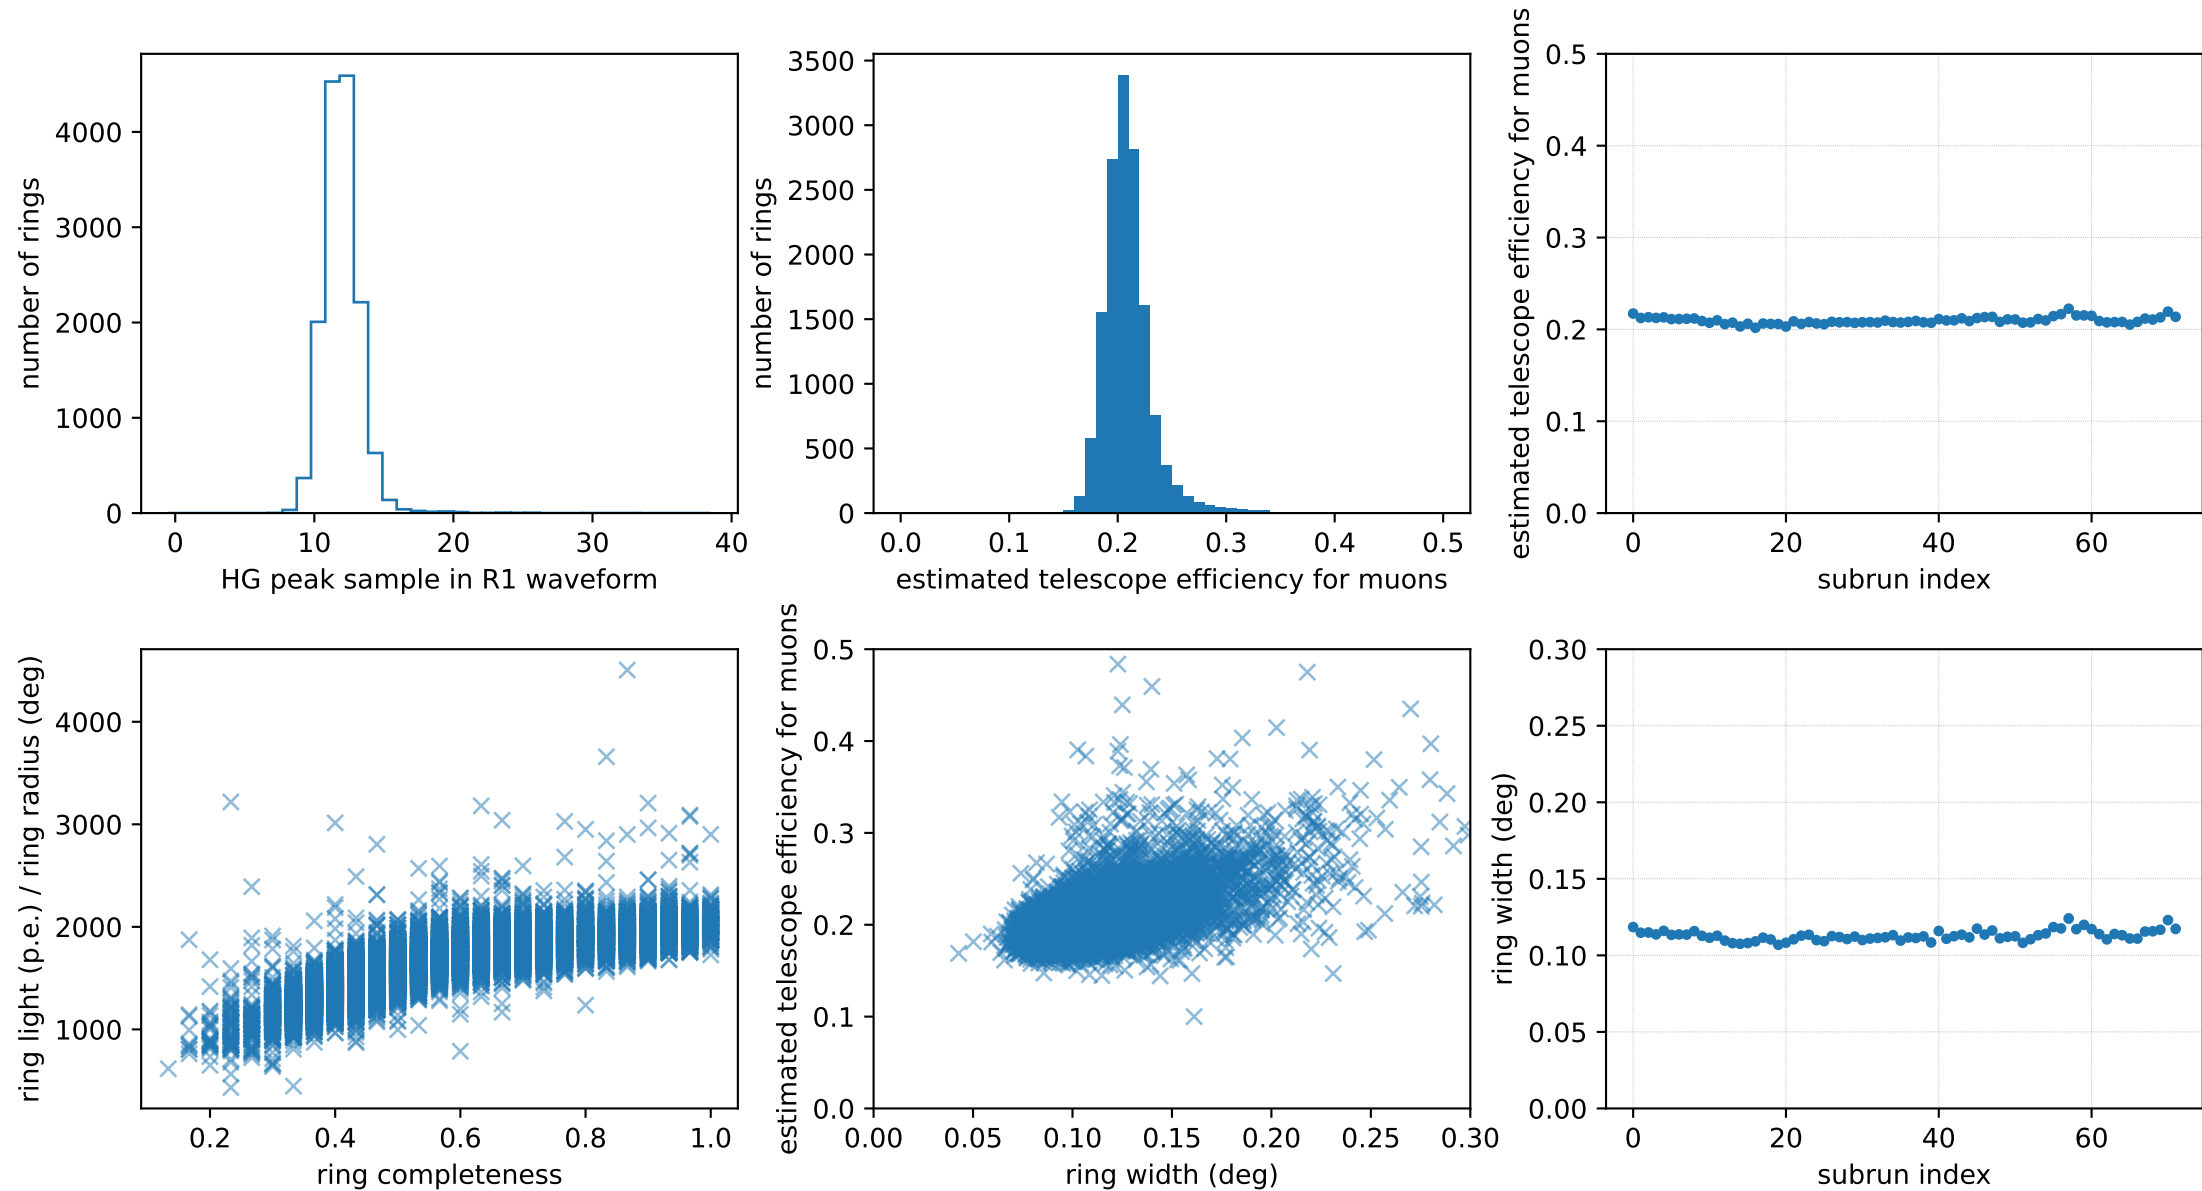 number of rings
4000
3000
2000
1000
0
0 10 20 30 40
HG peak sample in R1 waveform
number of rings
3500
3000
2500
2000
1500
1000
500
0
0.0 0.1 0.2 0.3 0.4 0.5
estimated telescope efficiency for muons
estimated telescope efficiency for muons
0.5
0.4
0.3
0.2
0.1
0.0
0 20 40 60
subrun index
ring light (p.e.) / ring radius (deg)
4000
3000
2000
1000
0.2 0.4 0.6 0.8 1.0
ring completeness
estimated telescope efficiency for muons
0.5
0.4
0.3
0.2
0.1
0.0
0.00 0.05 0.10 0.15 0.20 0.25 0.30
ring width (deg)
ring width (deg)
0.30
0.25
0.20
0.15
0.10
0.05
0.00
0 20 40 60
subrun index